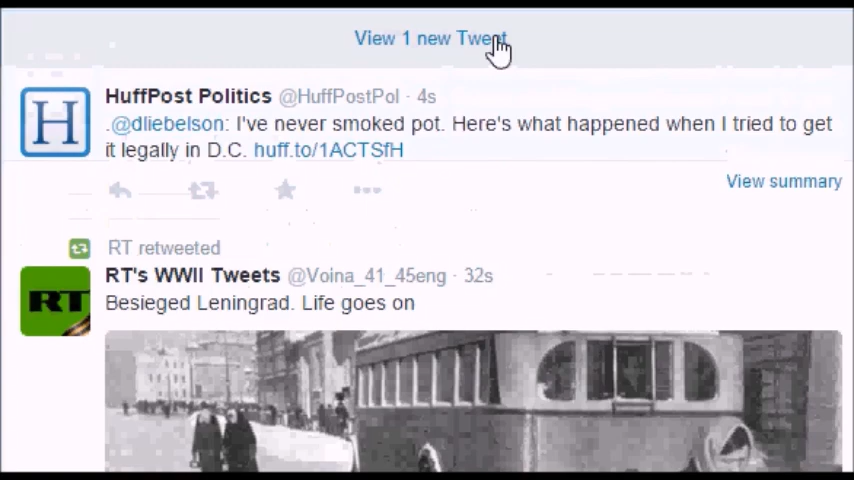 View 1 new Tweet
HuffPost Politics @HuffPostPol · 4s
.@dliebelson: I've never smoked pot. Here's what happened when I tried to get
it legally in D.C. huff.to/1ACTSfH
View summary
RT retweeted
RT's WWII Tweets @Voina_41_45eng · 32s
RT
Besieged Leningrad. Life goes on